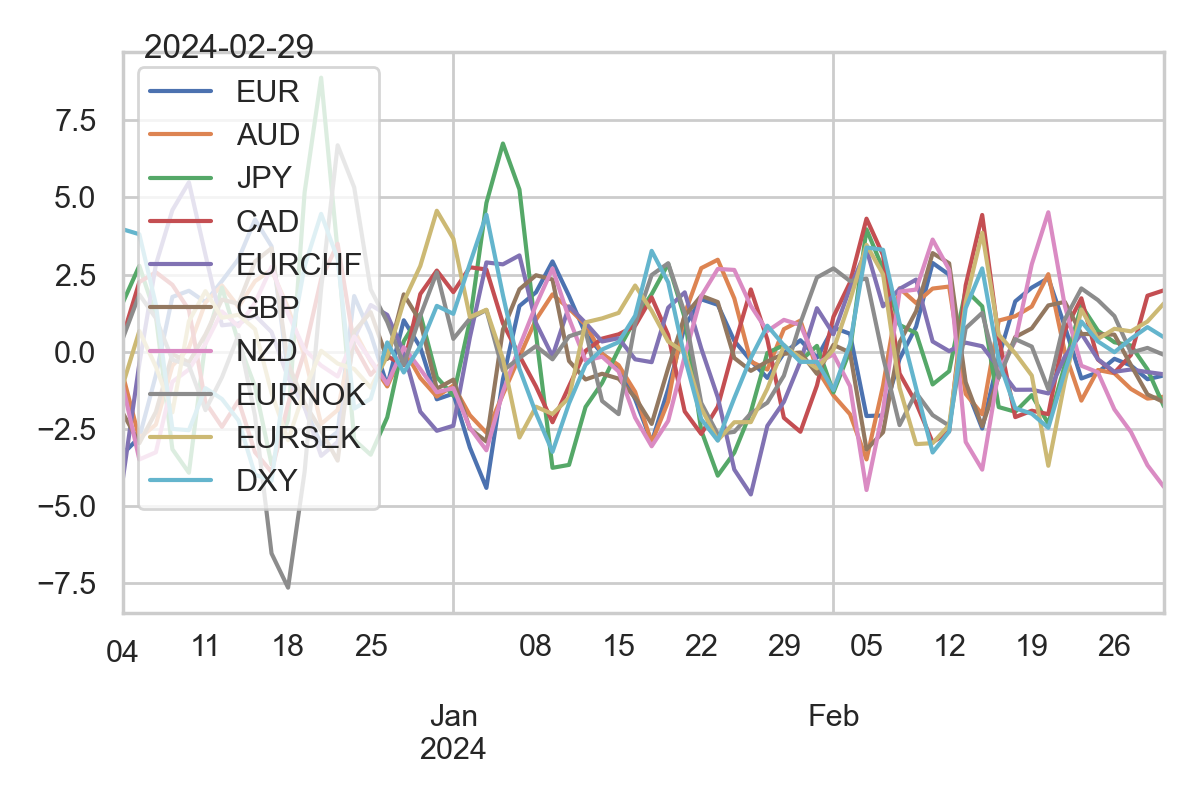 2024-02-29
EUR
AUD
JPY
CAD
EURCHF
GBP
NZD
EURNOK
EURSEK
DXY
7.5
5.0
2.5
0.0
−2.5
−5.0
−7.5
04 11 18 25 08 15 22 29 05 12 19 26
Jan Feb
2024